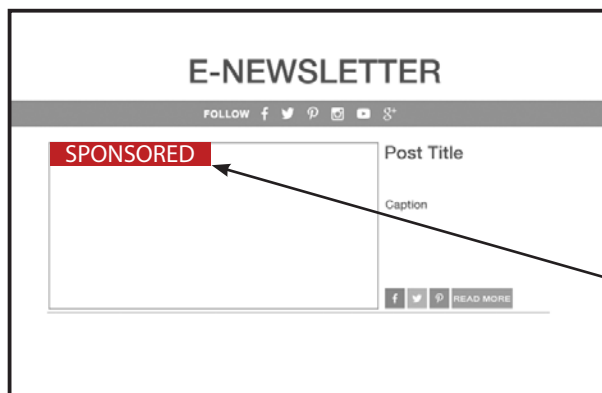 E-NEWSLETTER
FOLLOW
SPONSORED
Post Title
Caption
READ MORE